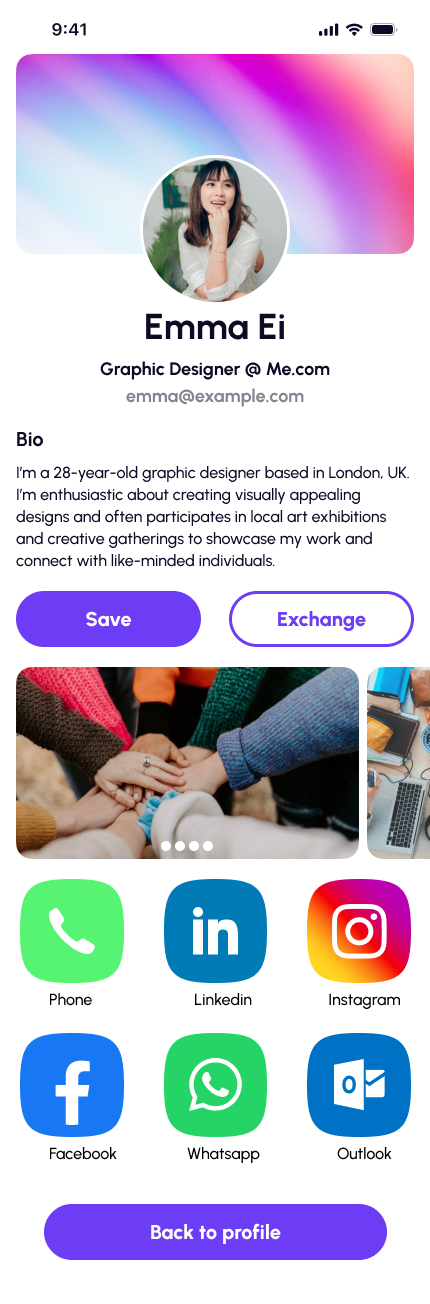 9:41
Emma Ei
Graphic Designer @ Me.com
emma@example.com
Bio
I'm a 28-year-old graphic designer based in London, UK.
I'm enthusiastic about creating visually appealing
designs and often participates in local art exhibitions
and creative gatherings to showcase my work and
connect with like-minded individuals.
Save
Exchange
in
Phone
Linkedin
Instagram
f
O
Facebook
Whatsapp
Outlook
Back to profile